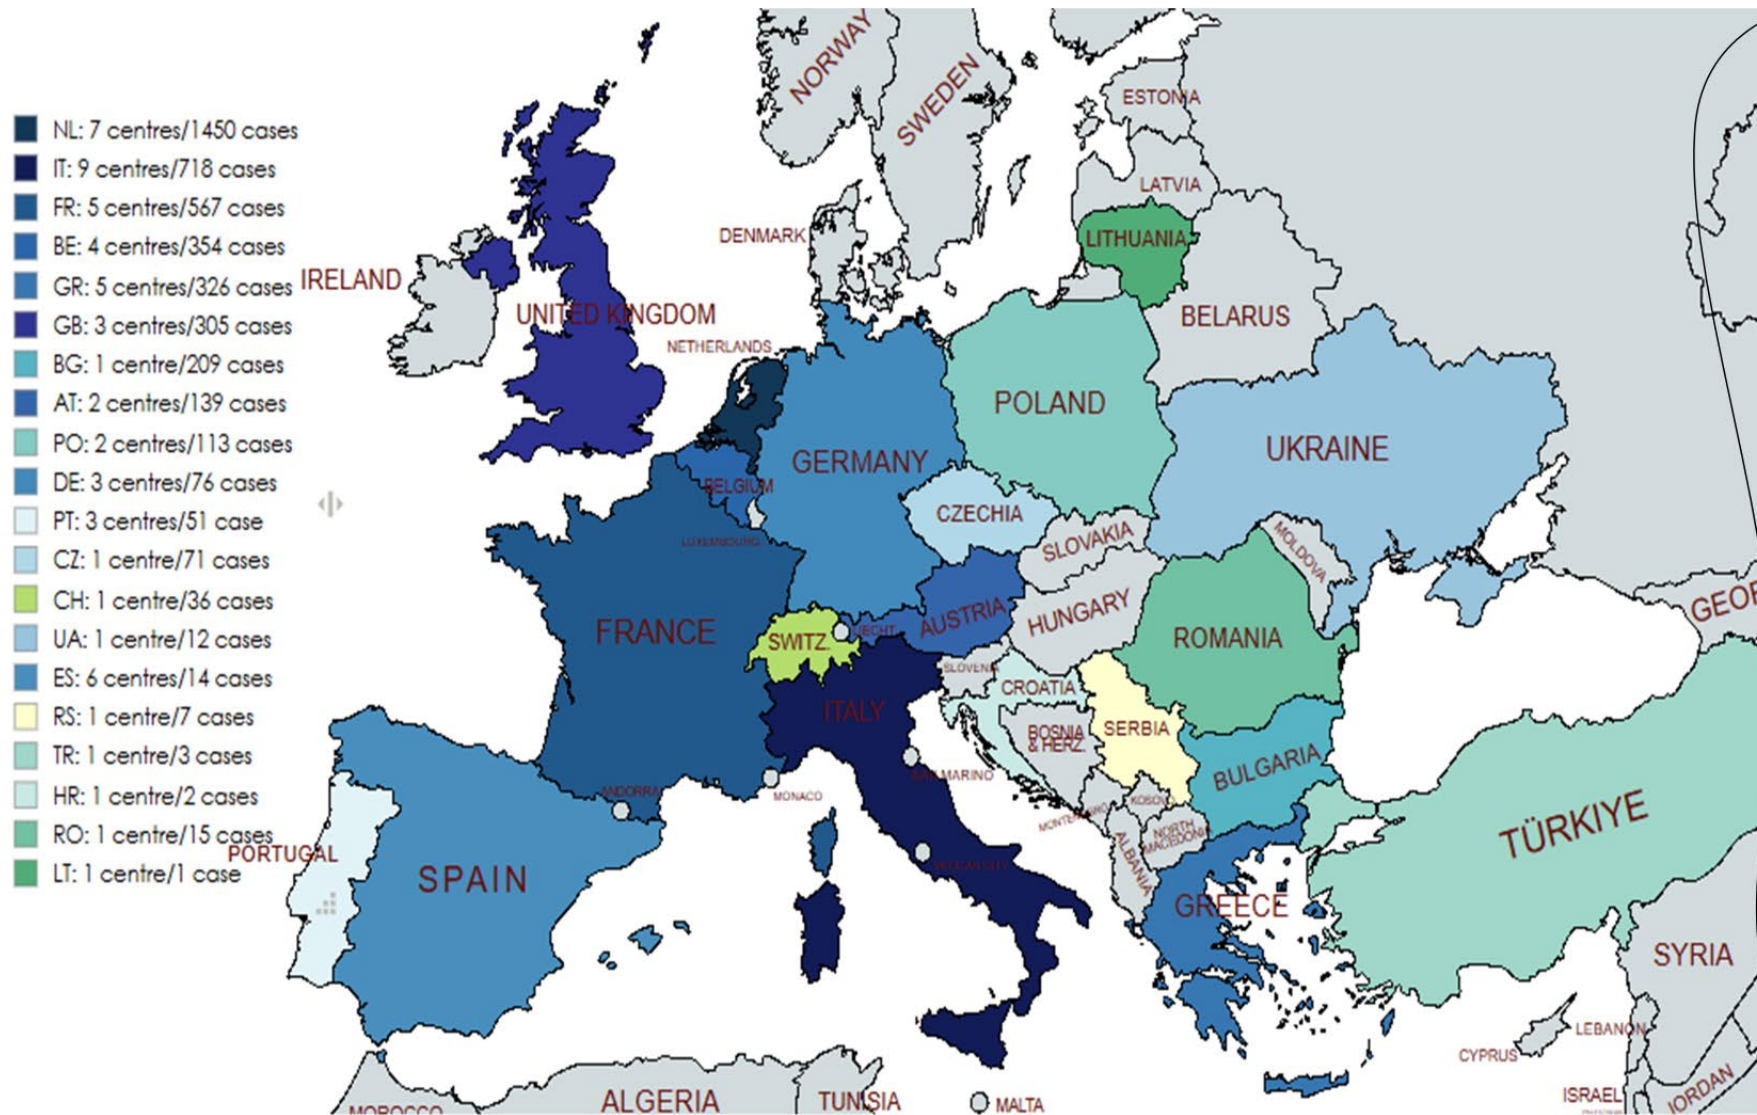 NL: 7 centres/1450 cases
IT: 9 centres/718 cases
FR: 5 centres/567 cases
BE: 4 centres/354 cases
GR: 5 centres/326 cases
GB: 3 centres/305 cases
BG: 1 centre/209 cases
AT: 2 centres/139 cases
PO: 2 centres/113 cases
DE: 3 centres/76 cases
PT: 3 centres/51 case
CZ: 1 centre/71 cases
CH: 1 centre/36 cases
UA: 1 centre/12 cases
ES: 6 centres/14 cases
RS: 1 centre/7 cases
TR: 1 centre/3 cases
HR: 1 centre/2 cases
RO: 1 centre/15 cases
LT: 1 centre/1 case
NORWAY
SWEDEN
ESTONIA
LATVIA
DENMARK
LITHUANIA
IRELAND
UNITED KINGDOM
BELARUS
NETHERLANDS
POLAND
GERMANY
UKRAINE
BELGIUM
CZECHIA
LUXEMBOURG
SLOVAKIA
MOLDOVA
AUSTRIA
HUNGARY
GEOR
FRANCE
SWITZ.
LIECHT.
ROMANIA
SLOVENIA
CROATIA
ITALY
BOSNIA
& HERZ.
SERBIA
BULGARIA
SAN MARINO
ANDORRA
MONACO
KOSOVO
MONTENEGRO
NORTH
MACEDONIA
ALBANIA
TÜRKIYE
PORTUGAL
SPAIN
VATICAN CITY
GREECE
SYRIA
CYPRUS
LEBANON
ISRAEL
JORDAN
MOROCCO
ALGERIA
TUNISIA
MALTA